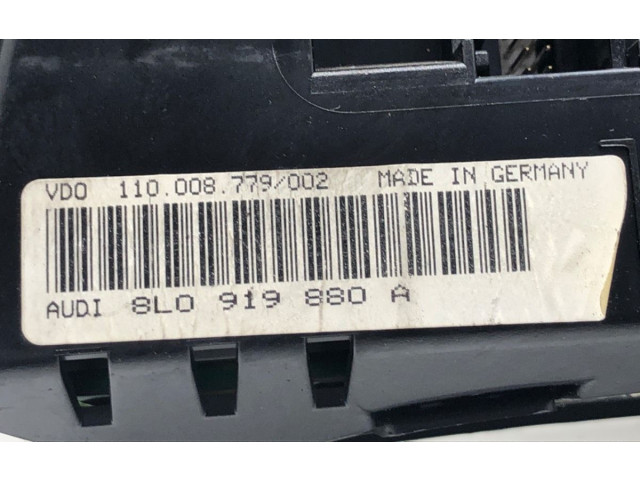 VDO 110.008.779/002 MADE IN GERMANY
AUDI 8L0 919 880 A